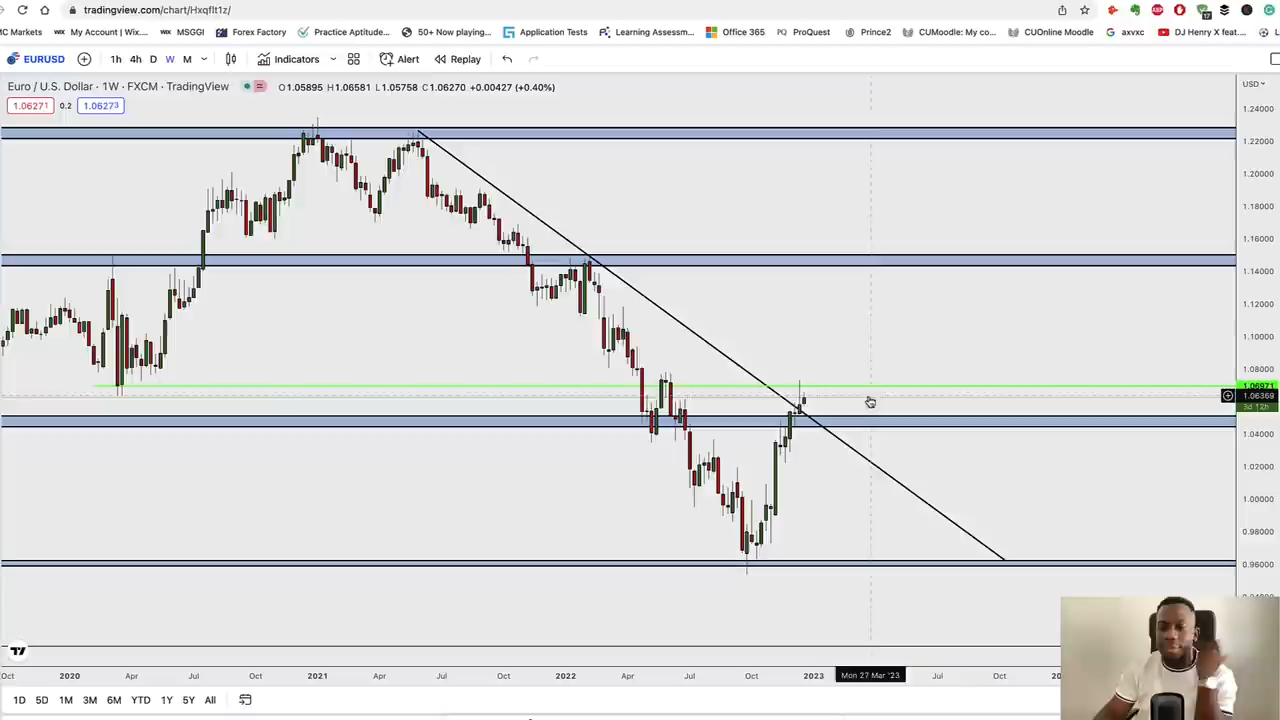 tradingview.com/chart/HxqfIt1z/
MC Markets My Account | Wix.... MSGGI Forex Factory Practice Aptitude... 50+ Now playing... Application Tests Learning Assessm... Office 365 ProQuest Prince2 CUMoodle: My co... CUOnline Moodle axvxc DJ Henry X feat....
EURUSD 1h 4h D W M Indicators Alert Replay
Euro / U.S. Dollar · 1W · FXCM · TradingView O1.05895 H1.06581 L1.05758 C1.06270 +0.00427 (+0.40%)
USD
1.06271 0.2 1.06273
1.24000
1.22000
1.20000
1.18000
1.16000
1.14000
1.12000
1.10000
1.08000
1.06971
1.06369
3d 12h
1.04000
1.02000
1.00000
0.98000
0.96000
Oct 2020 Apr Jul Oct 2021 Apr Jul Oct 2022 Apr Jul Oct 2023 Mon 27 Mar '23 Jul Oct
1D 5D 1M 3M 6M YTD 1Y 5Y All